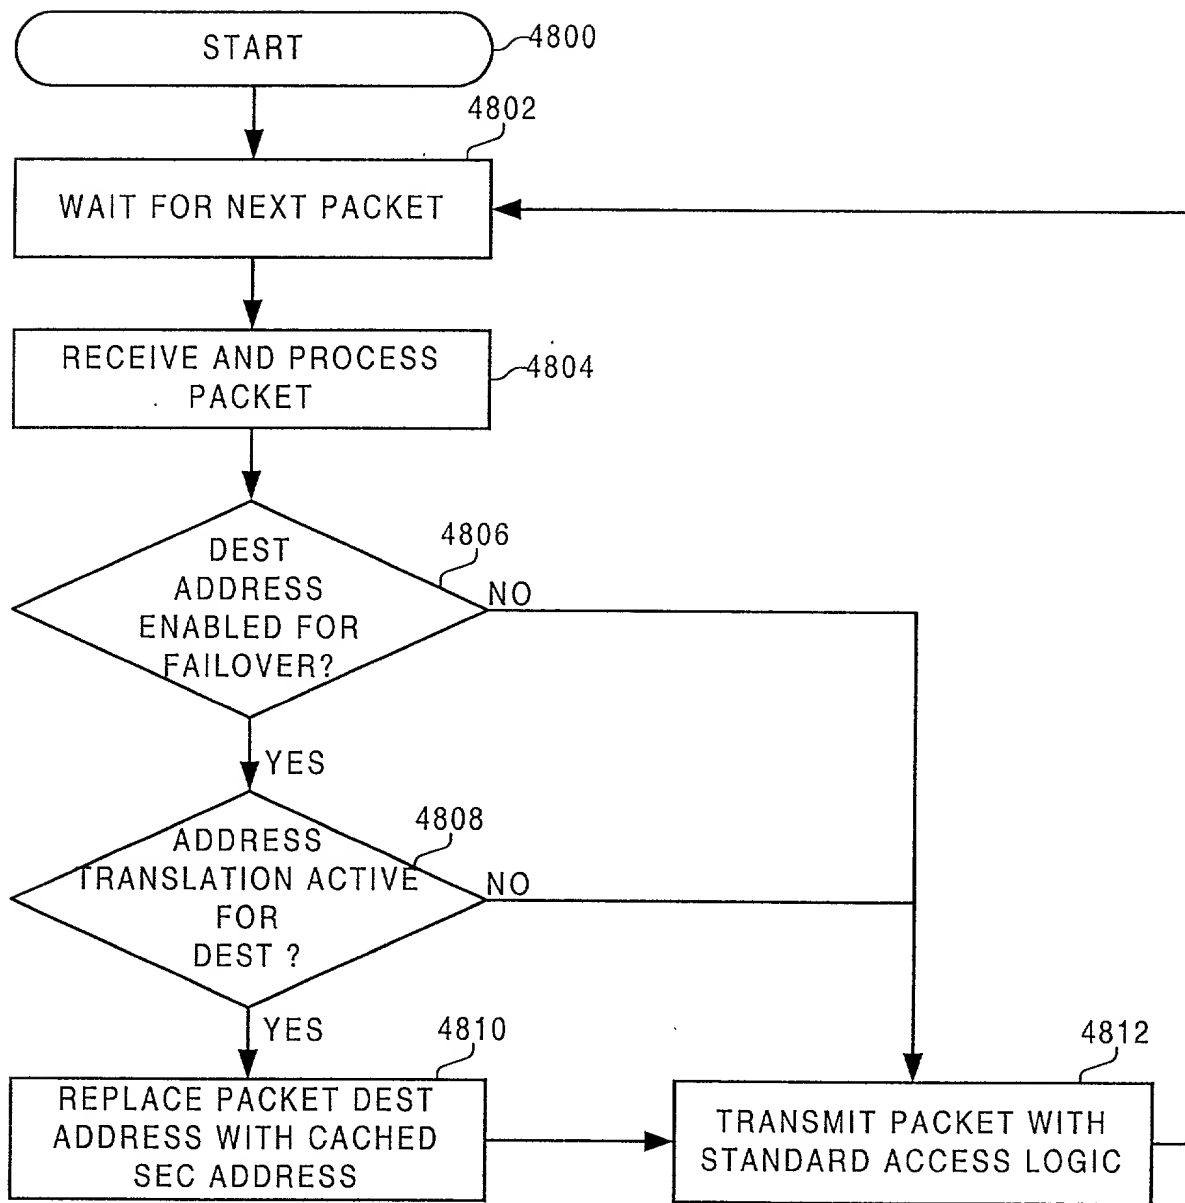 START
4800
4802
WAIT FOR NEXT PACKET
RECEIVE AND PROCESS
PACKET
4804
4806
DEST
ADDRESS
ENABLED FOR
FAILOVER?
NO
YES
4808
ADDRESS
TRANSLATION ACTIVE
FOR
DEST ?
NO
YES
4810
REPLACE PACKET DEST
ADDRESS WITH CACHED
SEC ADDRESS
4812
TRANSMIT PACKET WITH
STANDARD ACCESS LOGIC